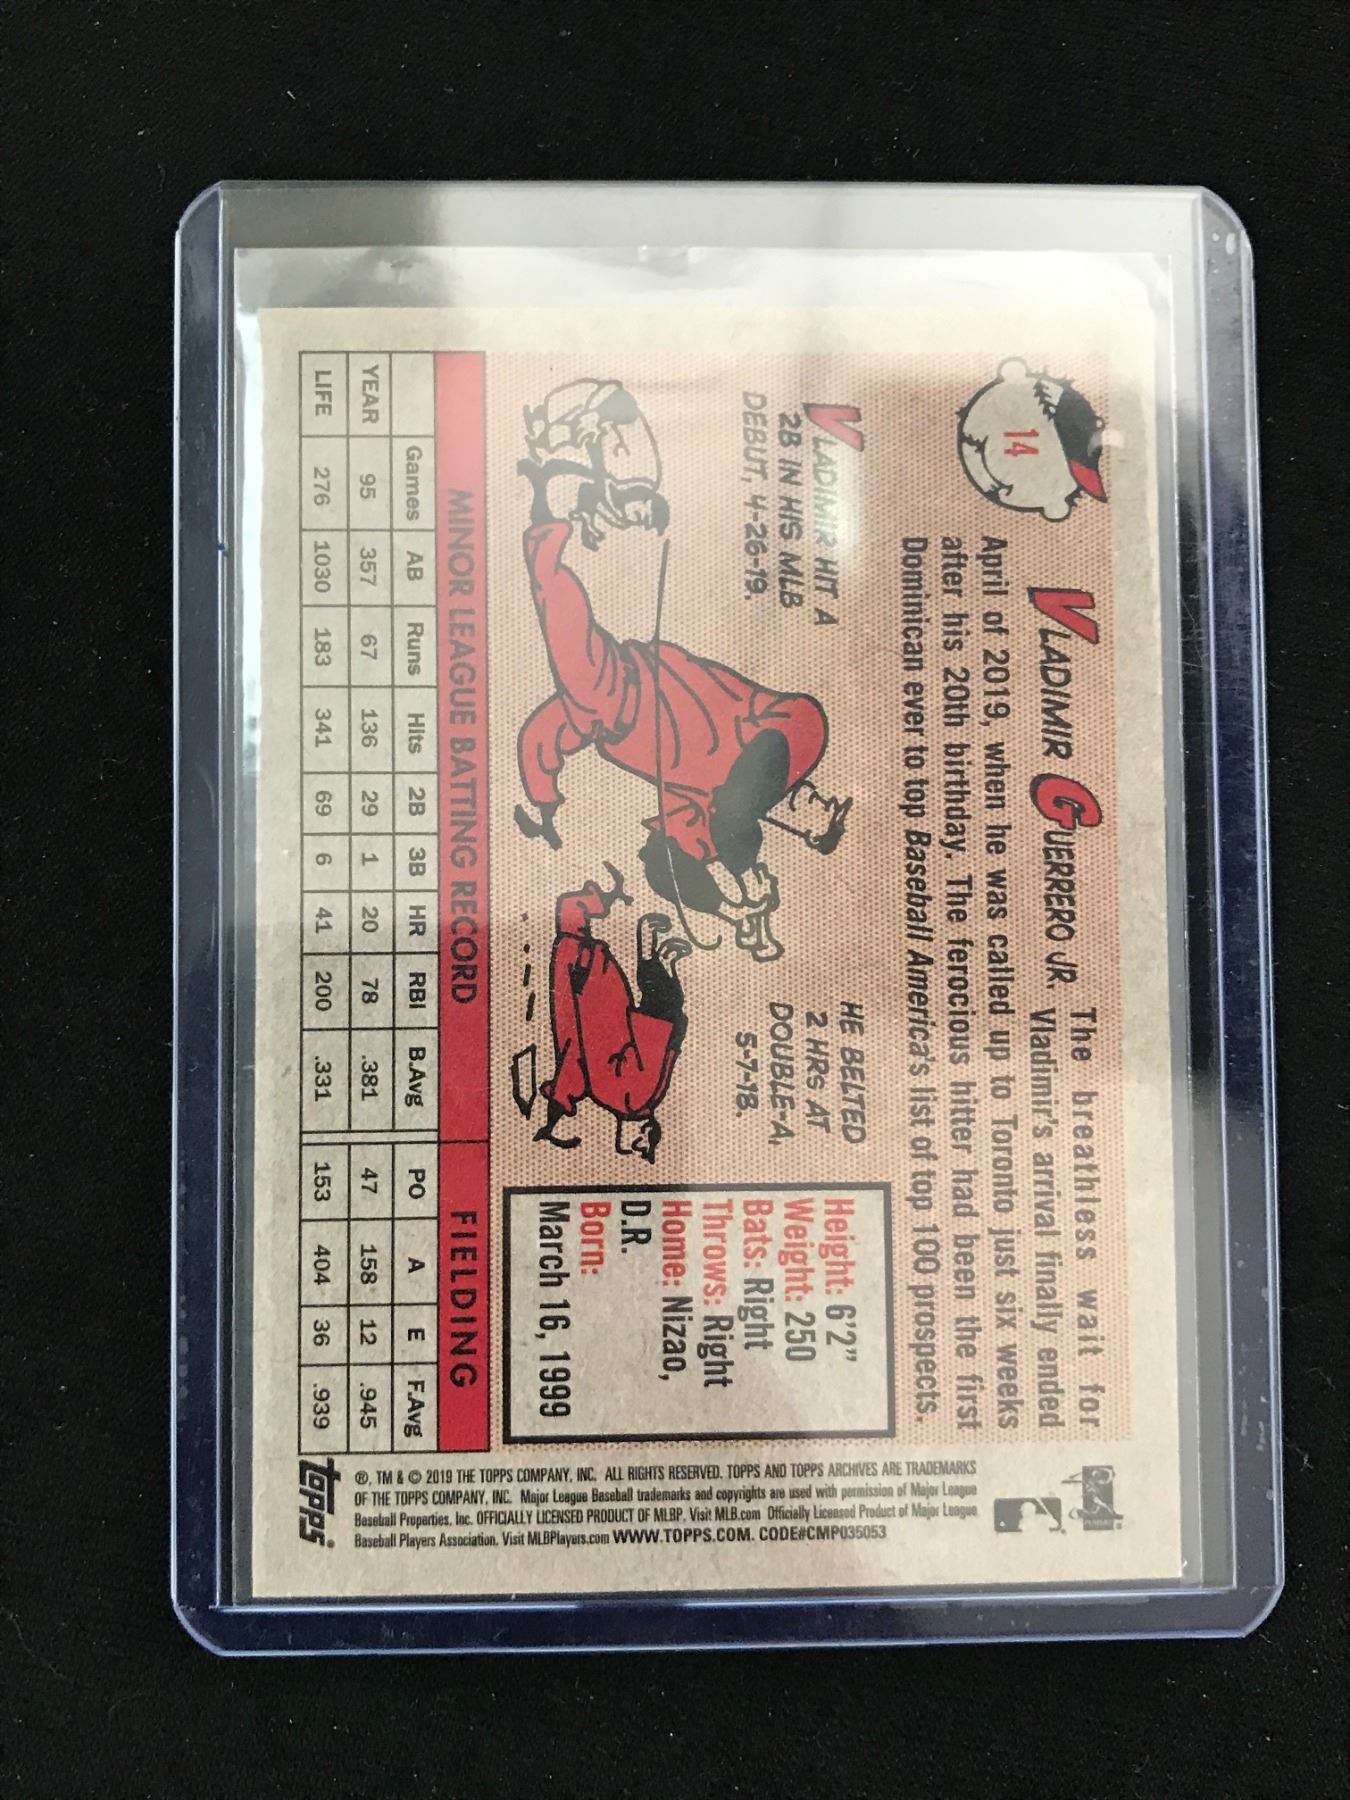 14
VLADIMIR GUERRERO JR. The breathless wait for
Vladimir's arrival finally ended
April of 2019, when he was called up to Toronto just six weeks
after his 20th birthday. The ferocious hitter had been the first
Dominican ever to top Baseball America's list of top 100 prospects.
VLADIMIR HIT A
2B IN HIS MLB
DEBUT, 4-26-19.
HE BELTED
2 HRS AT
DOUBLE-A,
5-7-18.
Height: 6'2"
Weight: 250
Bats: Right
Throws: Right
Home: Nizao,
D.R.
Born:
March 16, 1999
MINOR LEAGUE BATTING RECORD FIELDING
Games AB Runs Hits 2B 3B HR RBI B.Avg PO A E F.Avg
YEAR 95 357 67 136 29 1 20 78 .381 47 158 12 .945
LIFE 276 1030 183 341 69 6 41 200 .331 153 404 36 .939
®, TM & © 2019 THE TOPPS COMPANY, INC. ALL RIGHTS RESERVED. TOPPS AND TOPPS ARCHIVES ARE TRADEMARKS
OF THE TOPPS COMPANY, INC. Major League Baseball trademarks and copyrights are used with permission of Major League
Baseball Properties, Inc. OFFICIALLY LICENSED PRODUCT OF MLBP. Visit MLB.com Officially Licensed Product of Major League
Baseball Players Association. Visit MLBPlayers.com WWW.TOPPS.COM. CODE#CMP035053
topps®